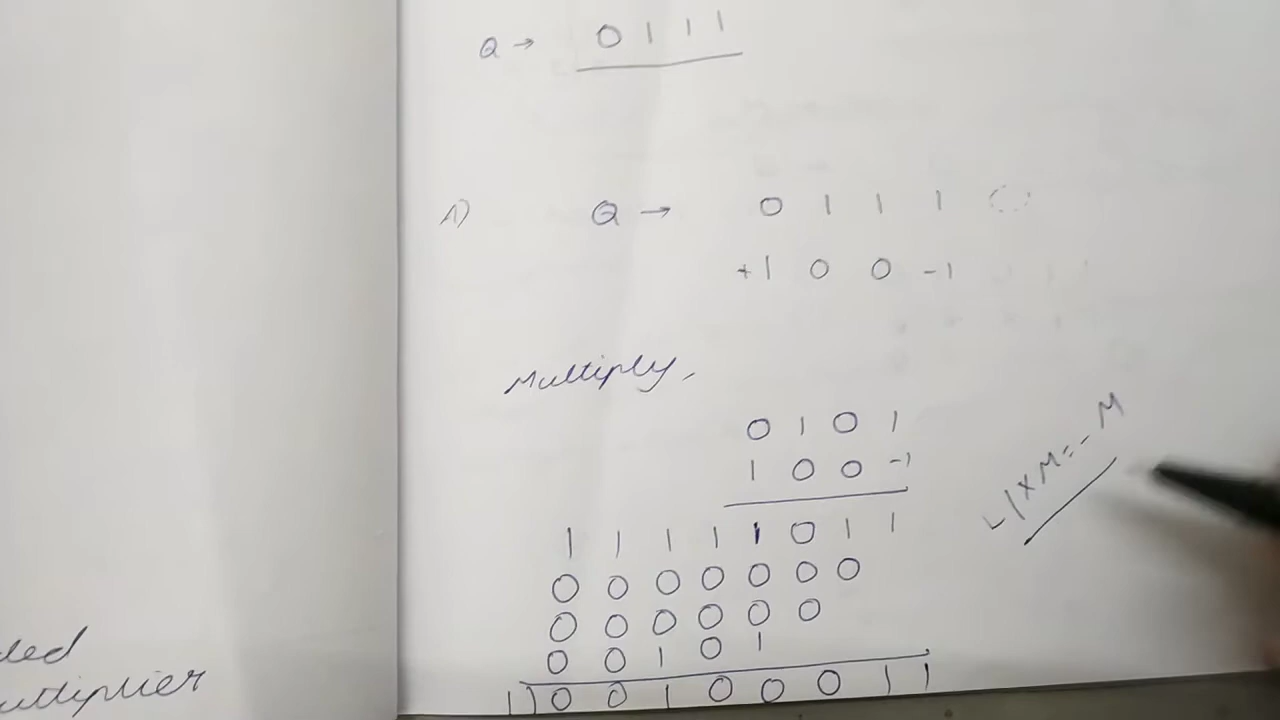 Q → 0 1 1 1
1) Q → 0 1 1 1 0
+1 0 0 -1
Multiply,
0 1 0 1
1 0 0 -1
-1 x M = - M
1 1 1 1 1 0 1 1
0 0 0 0 0 0 0
0 0 0 0 0 0
0 0 1 0 1
1) 0 0 1 0 0 0 1 1
multiplier